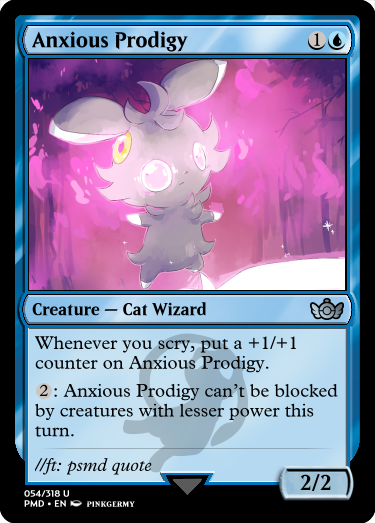 Anxious Prodigy 1
Creature — Cat Wizard
Whenever you scry, put a +1/+1
counter on Anxious Prodigy.
2: Anxious Prodigy can't be blocked
by creatures with lesser power this
turn.
//ft: psmd quote
2/2
054/318 U
PMD • EN PINKGERMY